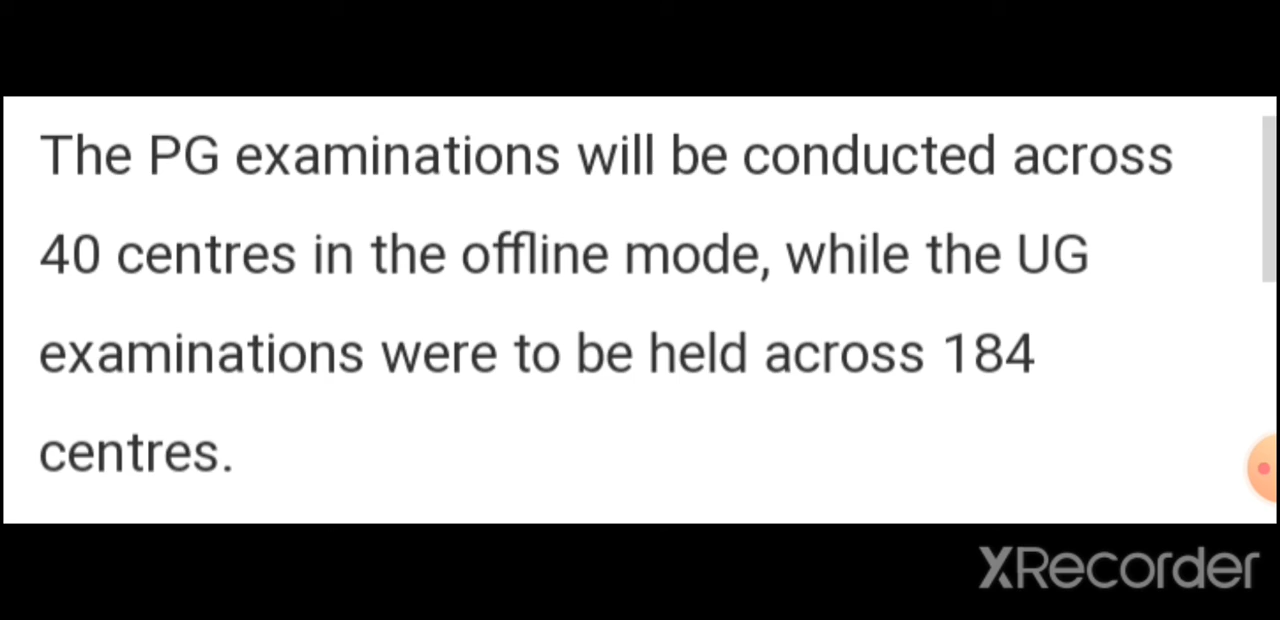 The PG examinations will be conducted across
40 centres in the offline mode, while the UG
examinations were to be held across 184
centres.
XRecorder